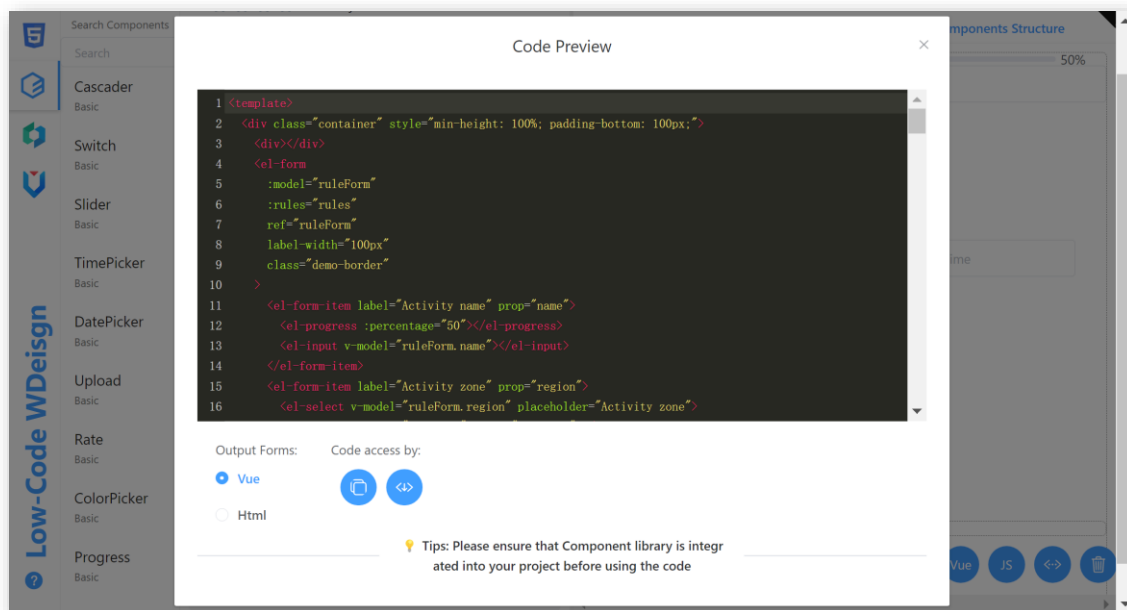 Search Components
Search
Cascader
Basic
Switch
Basic
Slider
Basic
TimePicker
Basic
DatePicker
Basic
Upload
Basic
Rate
Basic
ColorPicker
Basic
Progress
Basic
Low-Code WDeisgn
?
Code Preview
×
1 <template>
2 <div class="container" style="min-height: 100%; padding-bottom: 100px;">
3 <div></div>
4 <el-form
5 :model="ruleForm"
6 :rules="rules"
7 ref="ruleForm"
8 label-width="100px"
9 class="demo-border"
10 >
11 <el-form-item label="Activity name" prop="name">
12 <el-progress :percentage="50"></el-progress>
13 <el-input v-model="ruleForm.name"></el-input>
14 </el-form-item>
15 <el-form-item label="Activity zone" prop="region">
16 <el-select v-model="ruleForm.region" placeholder="Activity zone">
Output Forms:
Code access by:
Vue
Html
Tips: Please ensure that Component library is integr
ated into your project before using the code
mponents Structure
50%
ime
Vue
JS